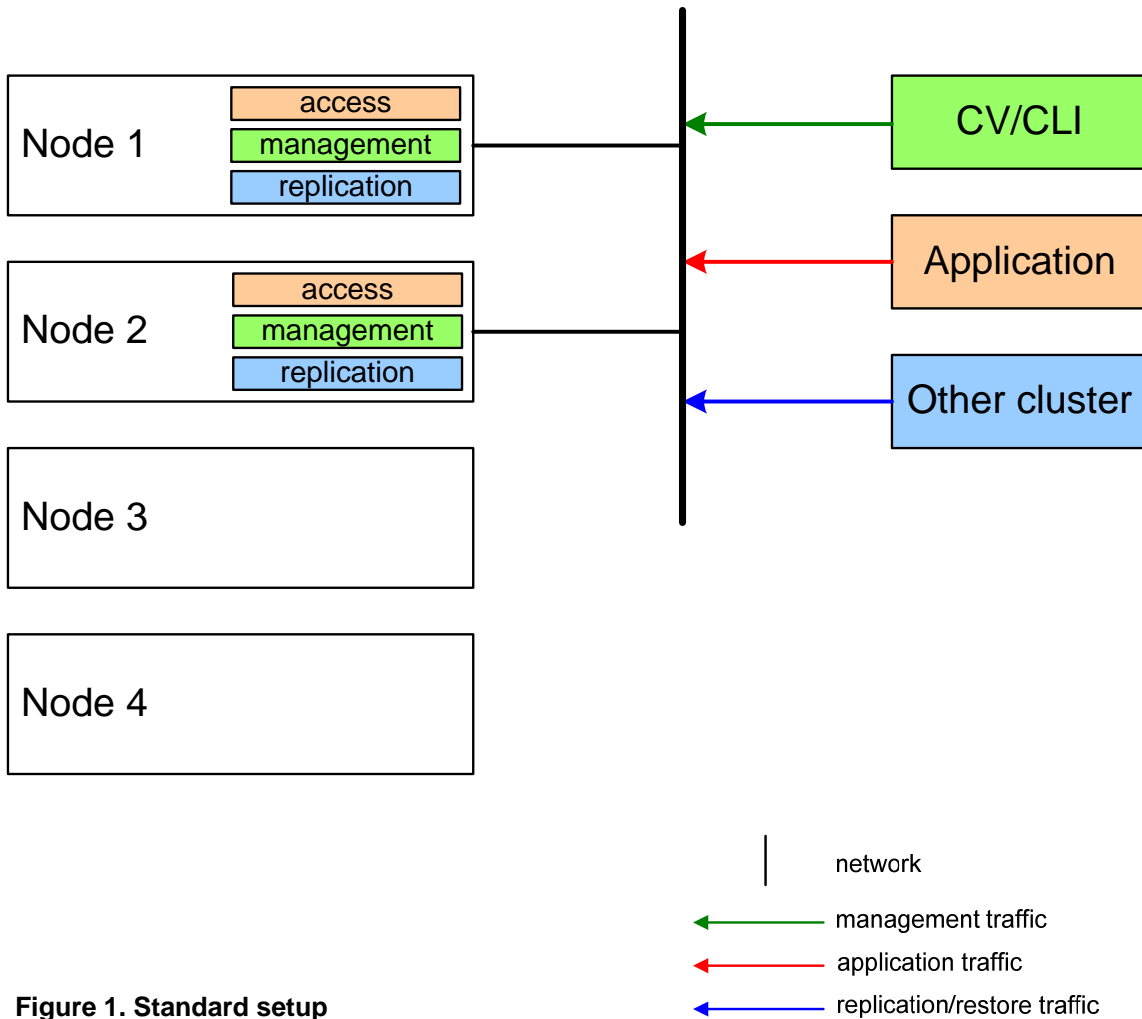 Node 1
access
management
replication
CV/CLI
Node 2
access
management
replication
Application
Other cluster
Node 3
Node 4
network
management traffic
application traffic
replication/restore traffic
Figure 1. Standard setup